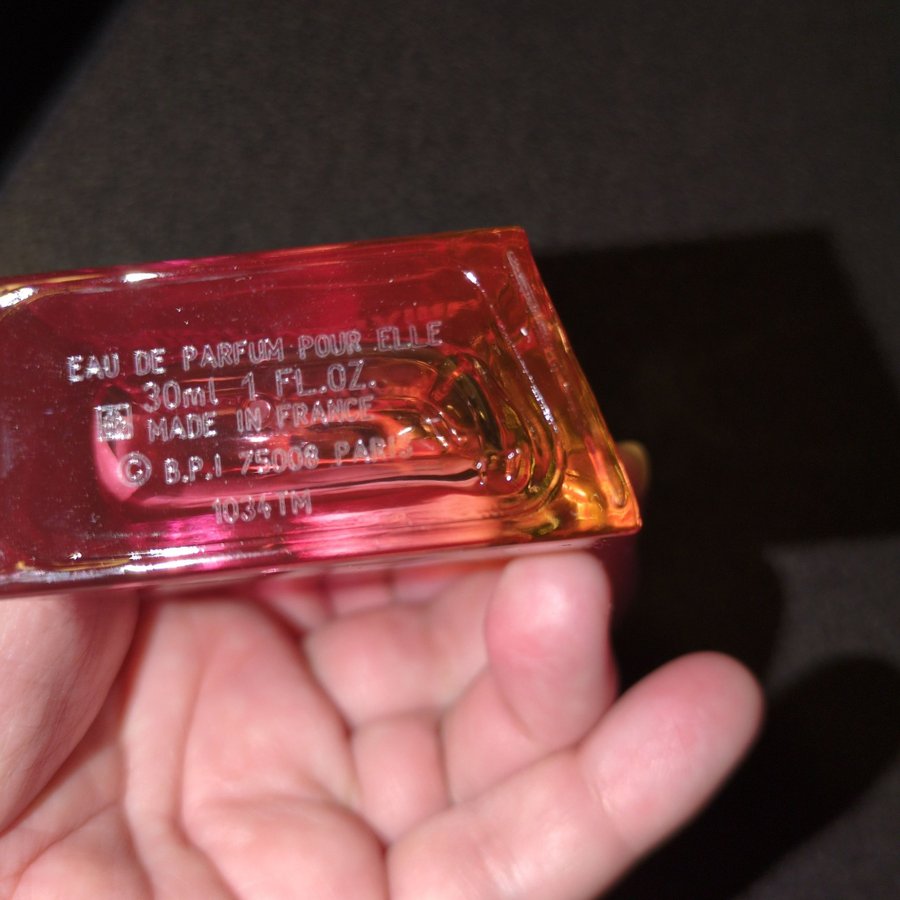 EAU DE PARFUM POUR ELLE
30ml 1 FL.OZ.
MADE IN FRANCE
© B.P.I 75008 PARIS
1034TM